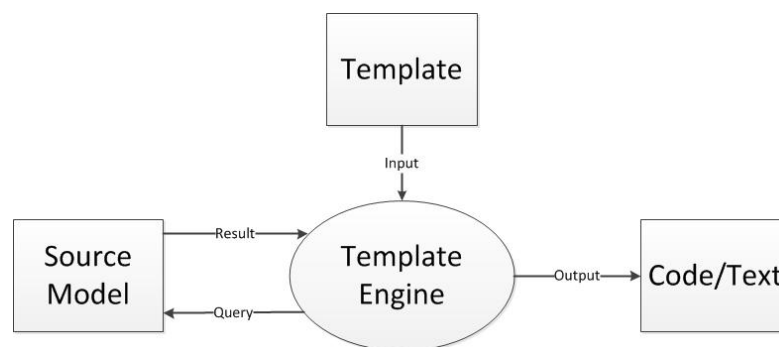 Template
Input
Result
Source
Model
Template
Engine
Output
Code/Text
Query